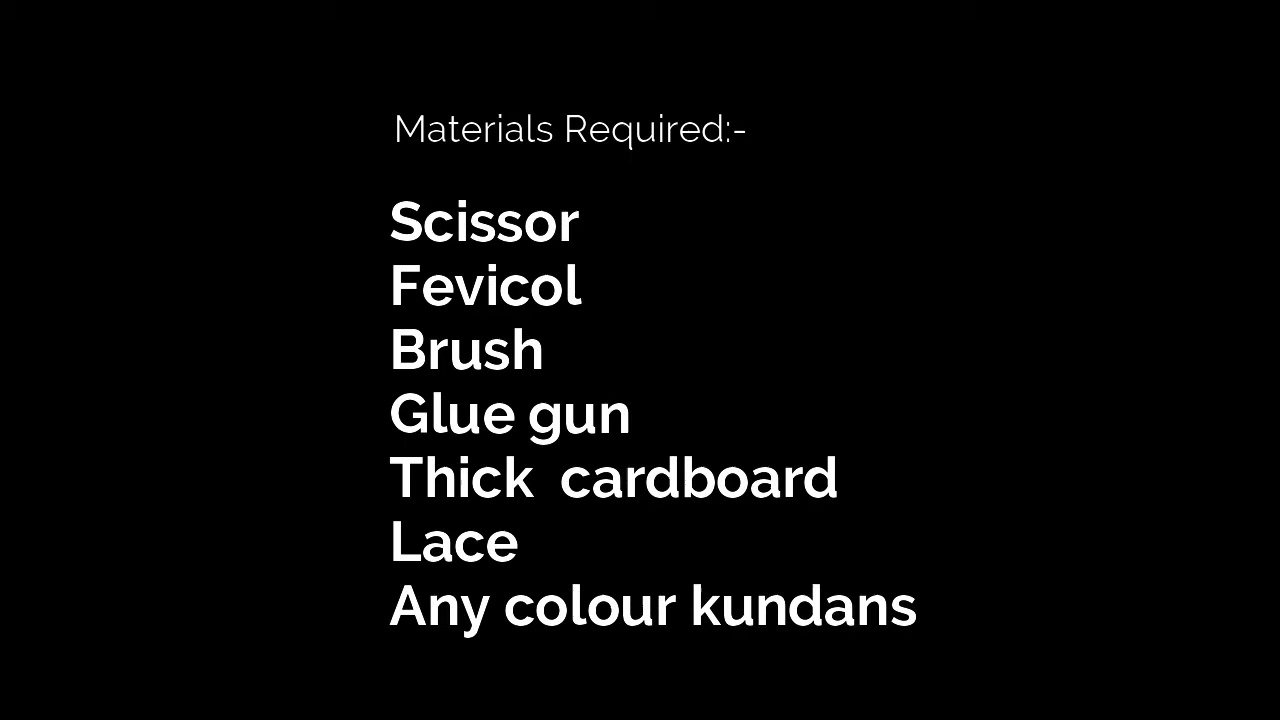 Materials Required:-
Scissor
Fevicol
Brush
Glue gun
Thick  cardboard
Lace
Any colour kundans